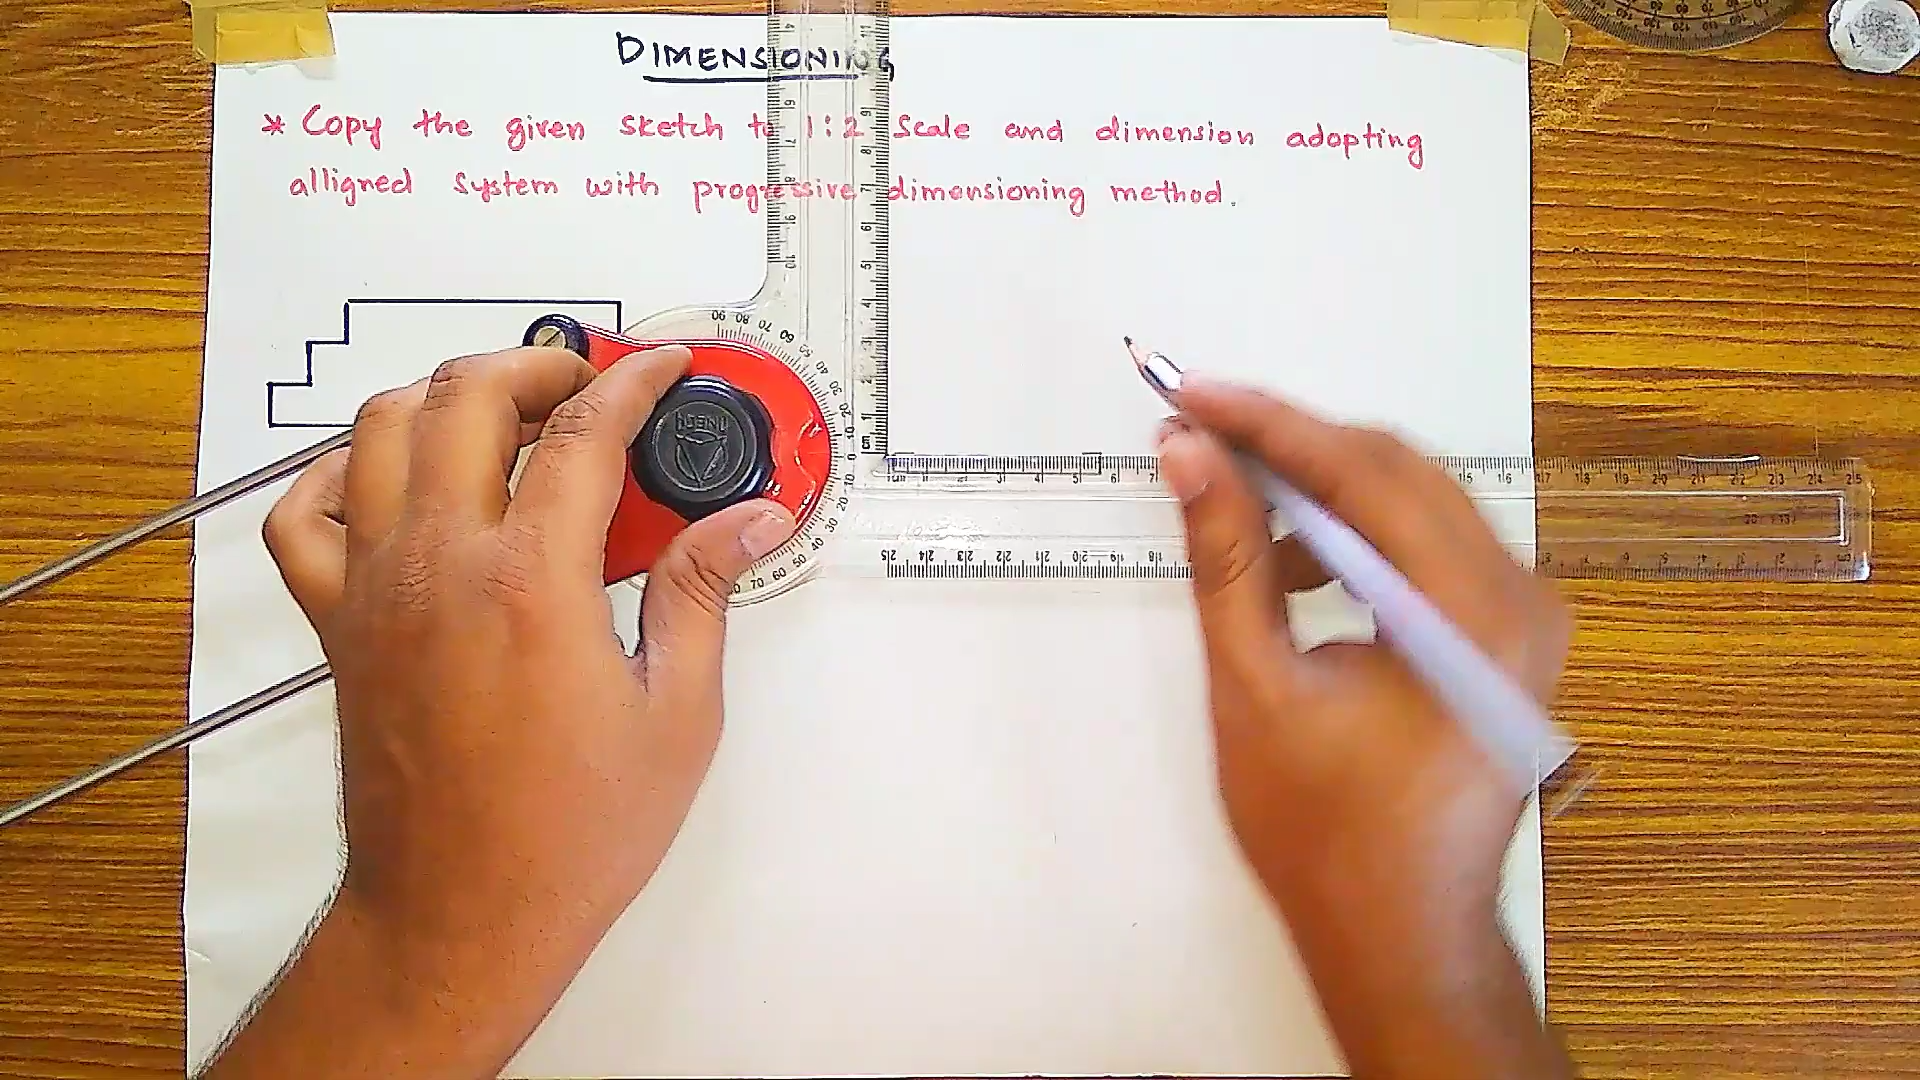 DIMENSIONING
* Copy the given sketch to 1:2 scale and dimension adopting
alligned system with progressive dimensioning method.